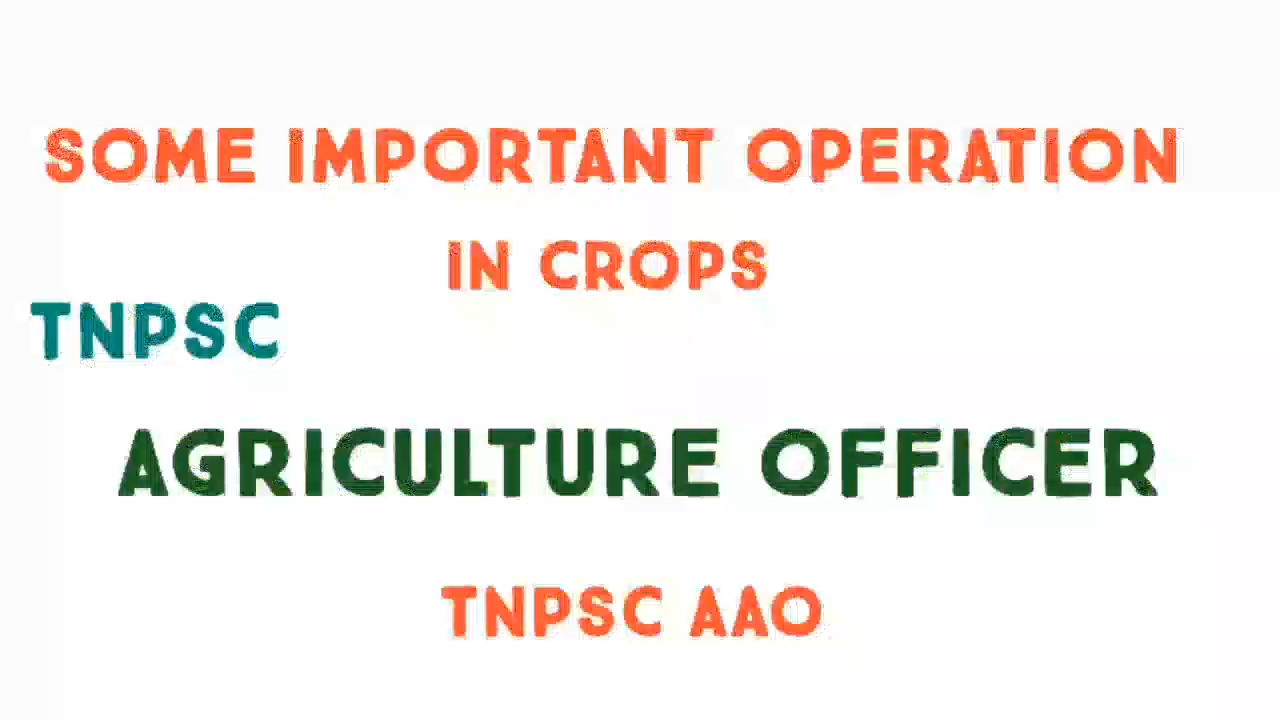 SOME IMPORTANT OPERATION
IN CROPS
TNPSC
AGRICULTURE OFFICER
TNPSC AAO